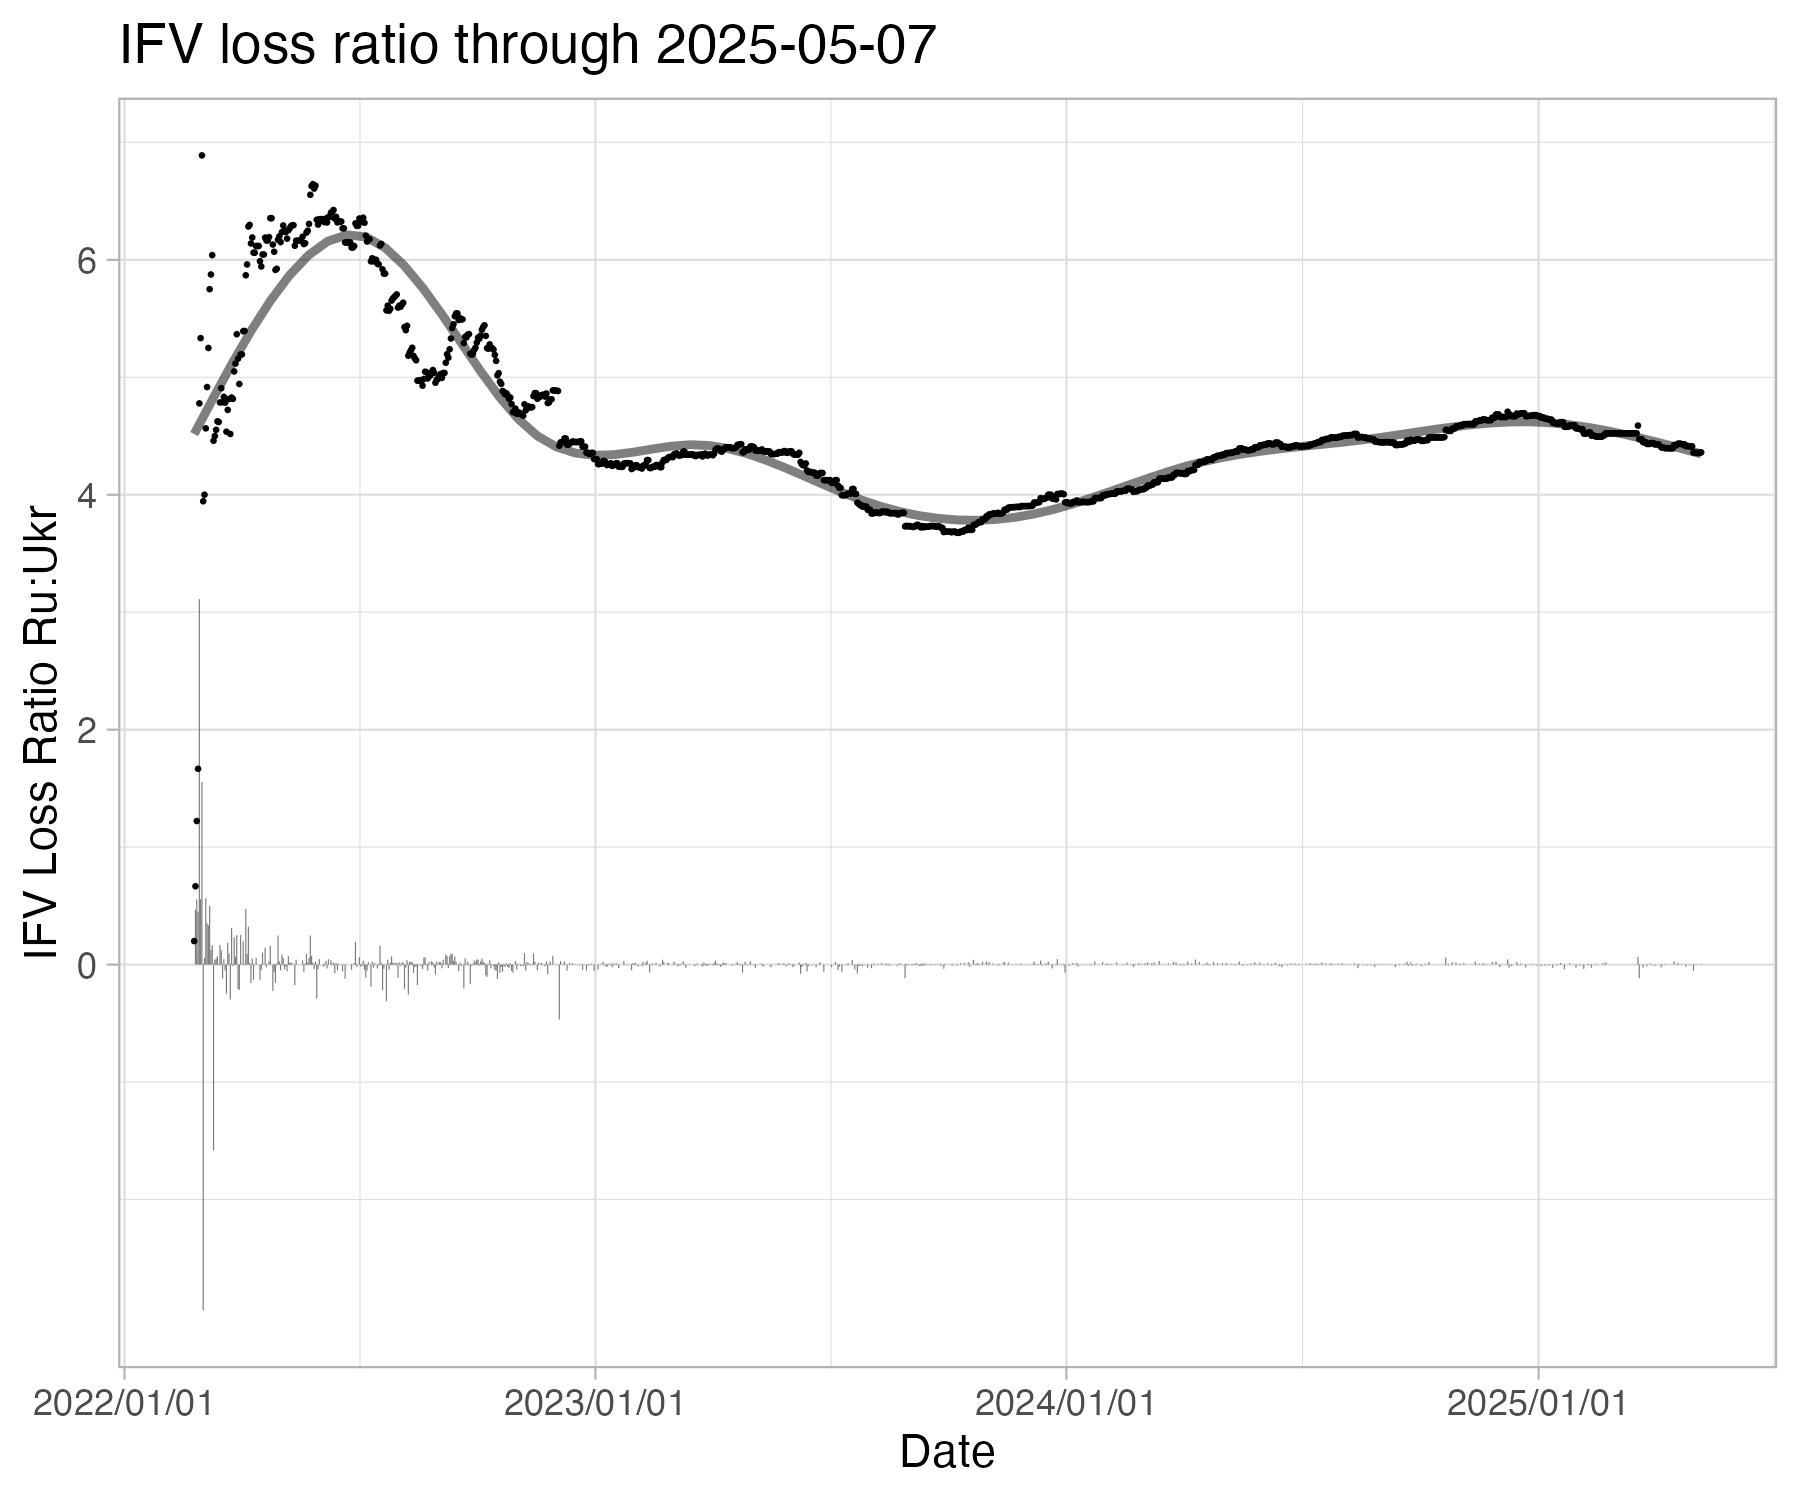 IFV loss ratio through 2025-05-07
IFV Loss Ratio Ru:Ukr
6
4
2
0
2022/01/01
2023/01/01
2024/01/01
2025/01/01
Date